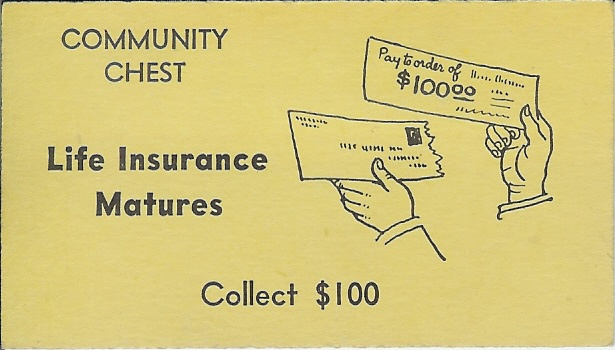 COMMUNITY
CHEST
Pay to order of
$100 00
Life Insurance
Matures
Collect $100